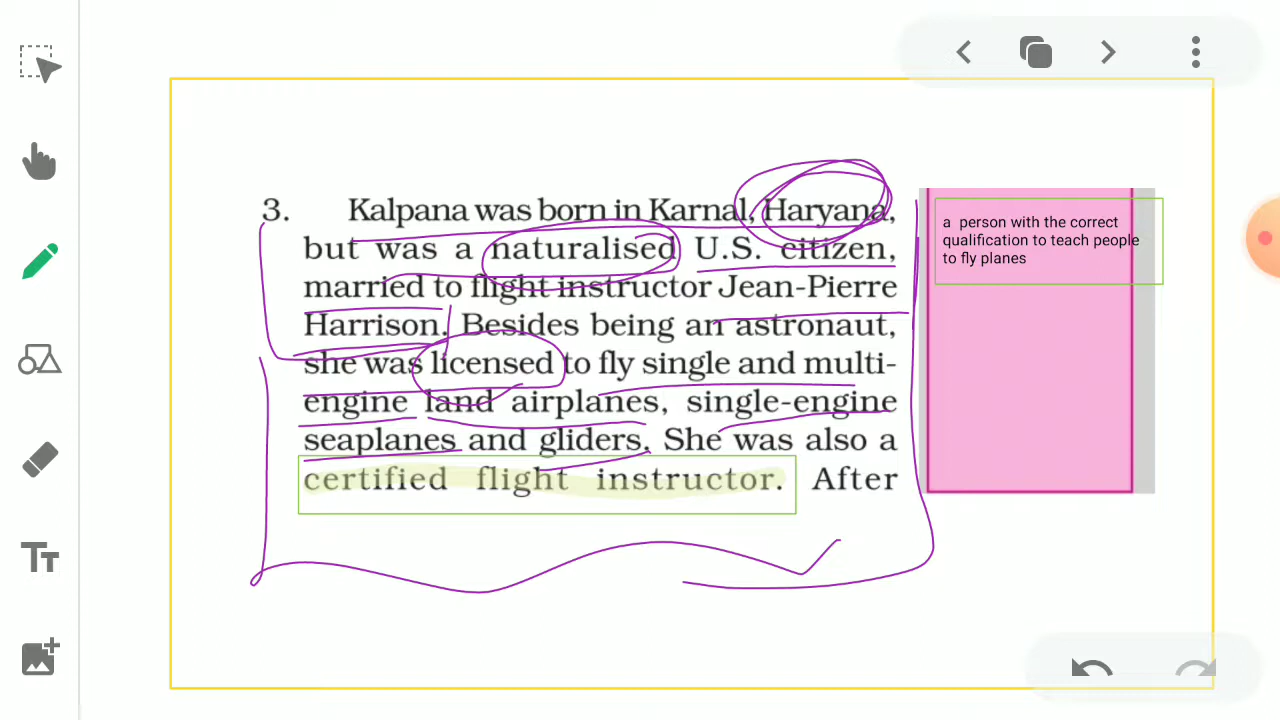 3. Kalpana was born in Karnal, Haryana,
but was a naturalised U.S. citizen,
married to flight instructor Jean-Pierre
Harrison. Besides being an astronaut,
she was licensed to fly single and multi-
engine land airplanes, single-engine
seaplanes and gliders. She was also a
certified flight instructor. After
a person with the correct
qualification to teach people
to fly planes
TT